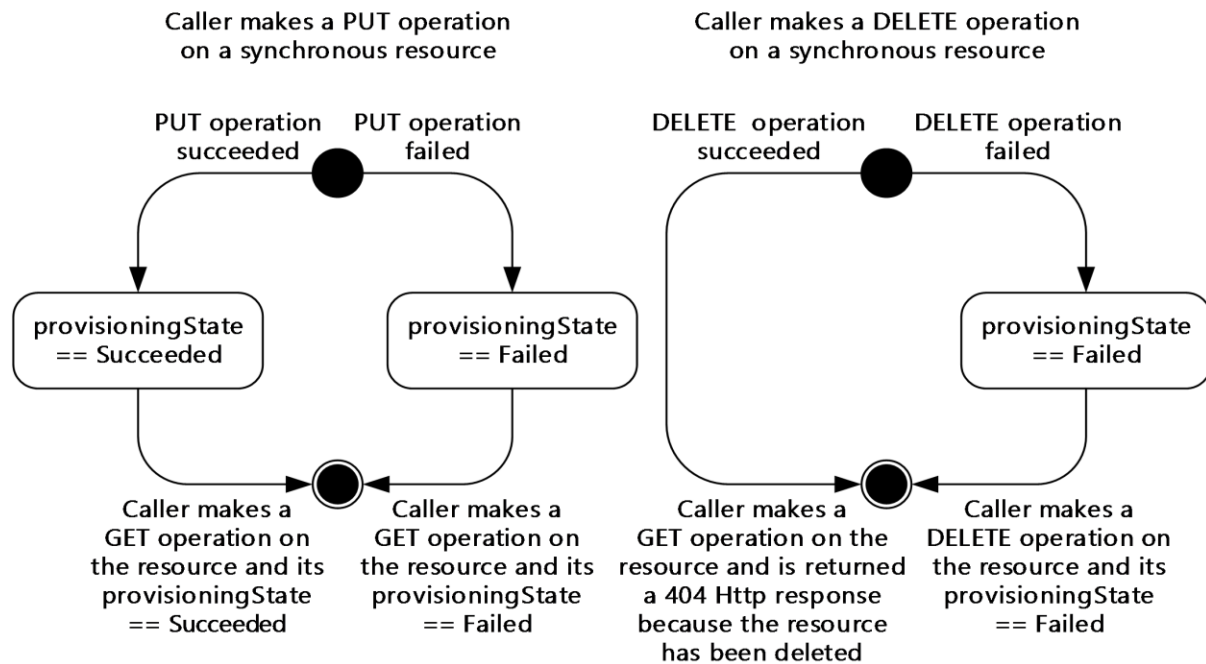 Caller makes a PUT operation
on a synchronous resource
PUT operation
succeeded
PUT operation
failed
provisioningState
== Succeeded
provisioningState
== Failed
Caller makes a
GET operation on
the resource and its
provisioningState
== Succeeded
Caller makes a
GET operation on
the resource and its
provisioningState
== Failed
Caller makes a DELETE operation
on a synchronous resource
DELETE operation
succeeded
DELETE operation
failed
provisioningState
== Failed
Caller makes a
GET operation on the
resource and is returned
a 404 Http response
because the resource
has been deleted
Caller makes a
DELETE operation on
the resource and its
provisioningState
== Failed